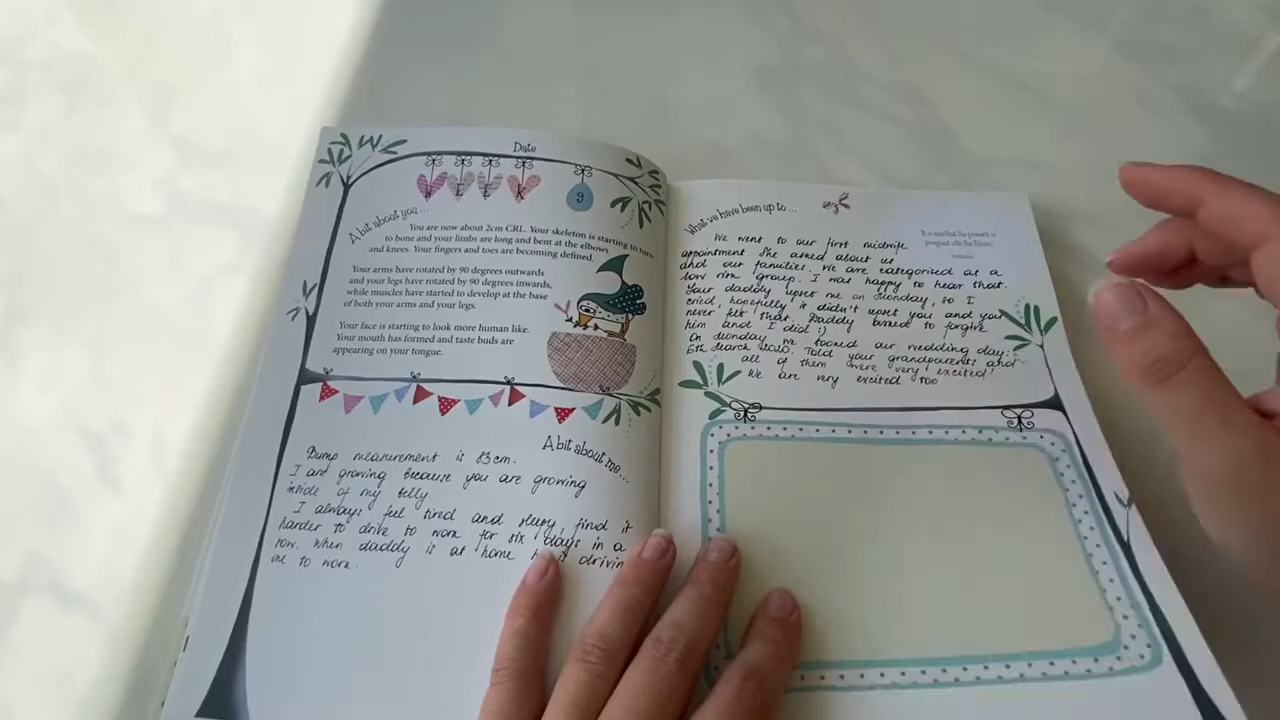 Date
WEEK 9
A bit about you...
You are now about 2cm CRL. Your skeleton is starting to turn
to bone and your limbs are long and bent at the elbows
and knees. Your fingers and toes are becoming defined.
Your arms have rotated by 90 degrees outwards
and your legs have rotated by 90 degrees inwards,
while muscles have started to develop at the base
of both your arms and your legs.
Your face is starting to look more human like.
Your mouth has formed and taste buds are
appearing on your tongue.
A bit about me...
Bump measurement is 83cm.
I am growing because you are growing
inside of my belly
I always feel tired and sleepy, find it
harder to drive to work for six days in a
row. When daddy is at home is drivin
me to work.
What we have been up to...
We went to our first midwife
appointment. She asked about us
and our families. We are categorised as a
low risk group. I was happy to hear that.
Your daddy upset me on Monday, so I
cried, hopefully it didn't upset you and you
never felt that. Daddy asked to forgive
him and I did :)
On Monday we booked our wedding day:
6th March 2020. Told your grandparents and
all of them were very excited!
We are very excited too